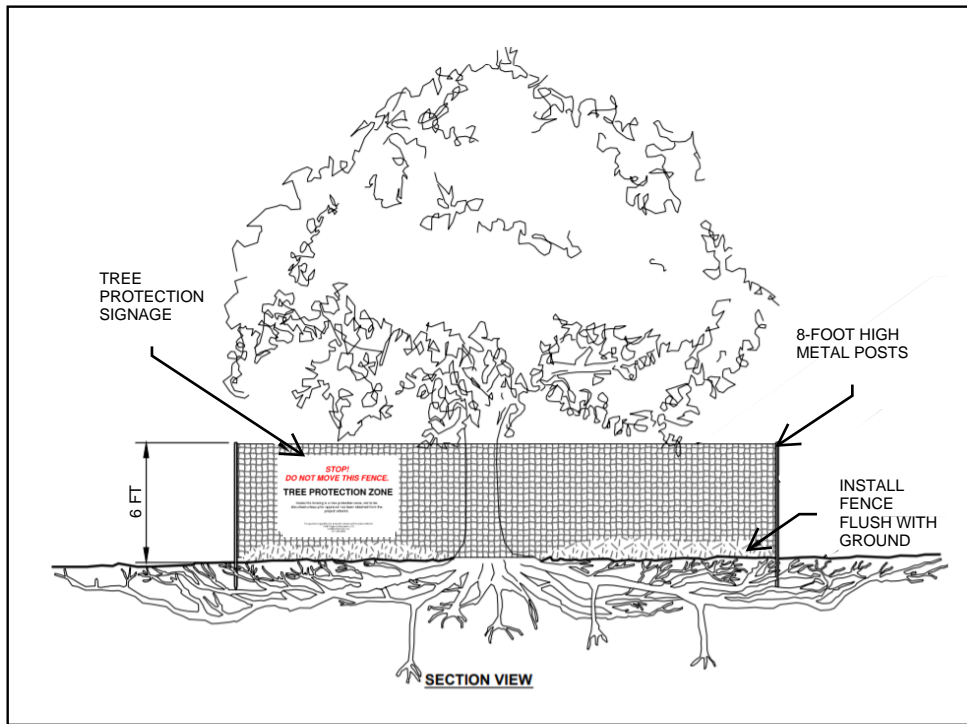 TREE
PROTECTION
SIGNAGE
8-FOOT HIGH
METAL POSTS
6 FT
STOP!
DO NOT MOVE THIS FENCE.
TREE PROTECTION ZONE
INSTALL
FENCE
FLUSH WITH
GROUND
SECTION VIEW